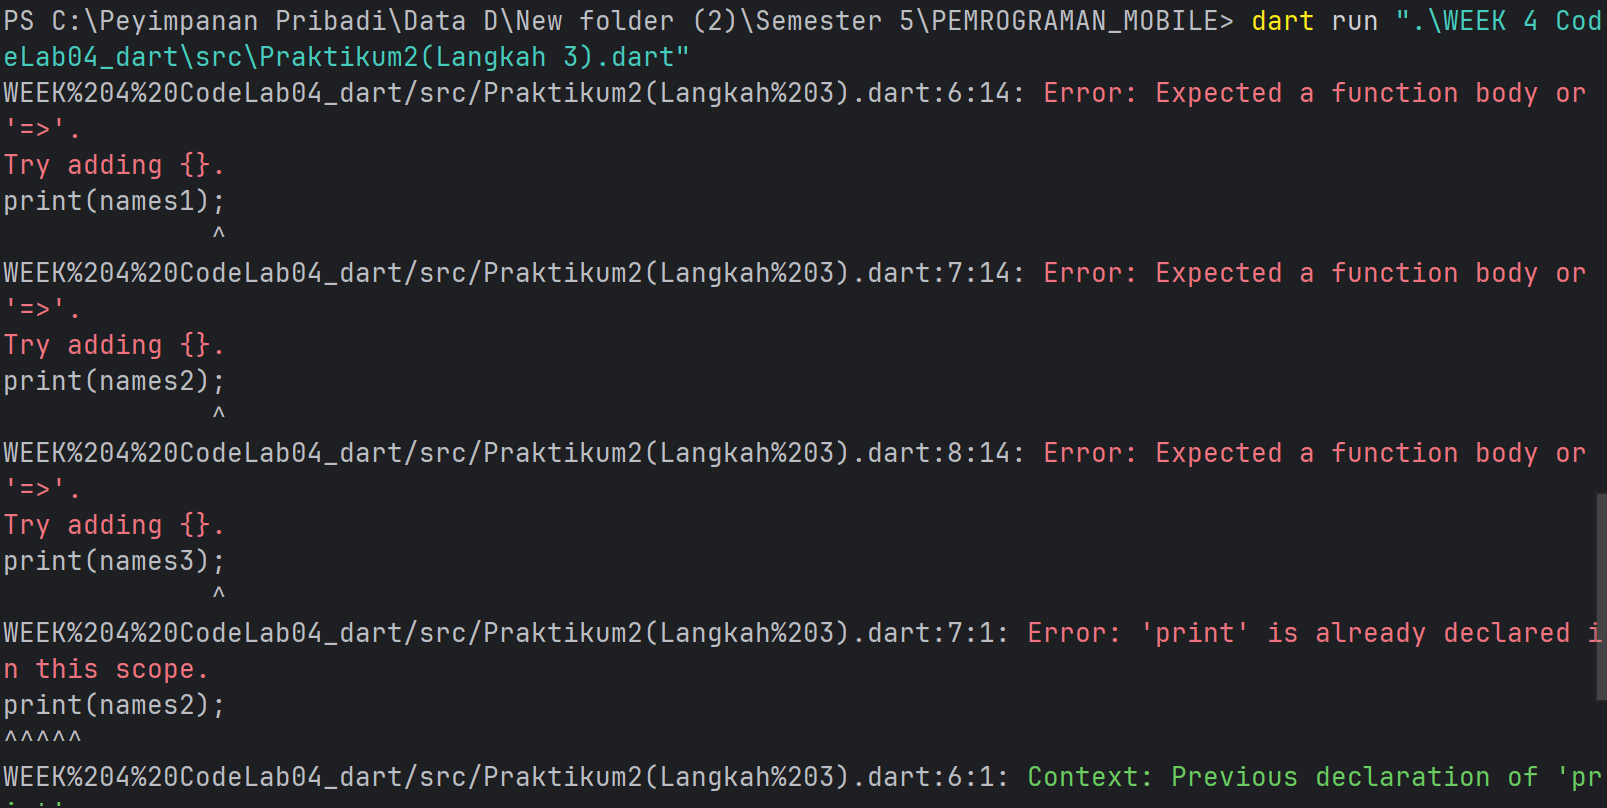 PS C:\Peyimpanan Pribadi\Data D\New folder (2)\Semester 5\PEMROGRAMAN_MOBILE> dart run ".\WEEK 4 Cod
eLab04_dart\src\Praktikum2(Langkah 3).dart"
WEEK%204%20CodeLab04_dart/src/Praktikum2(Langkah%203).dart:6:14: Error: Expected a function body or
'=>'.
Try adding {}.
print(names1);
^
WEEK%204%20CodeLab04_dart/src/Praktikum2(Langkah%203).dart:7:14: Error: Expected a function body or
'=>'.
Try adding {}.
print(names2);
^
WEEK%204%20CodeLab04_dart/src/Praktikum2(Langkah%203).dart:8:14: Error: Expected a function body or
'=>'.
Try adding {}.
print(names3);
^
WEEK%204%20CodeLab04_dart/src/Praktikum2(Langkah%203).dart:7:1: Error: 'print' is already declared i
n this scope.
print(names2);
^^^^^
WEEK%204%20CodeLab04_dart/src/Praktikum2(Langkah%203).dart:6:1: Context: Previous declaration of 'pr